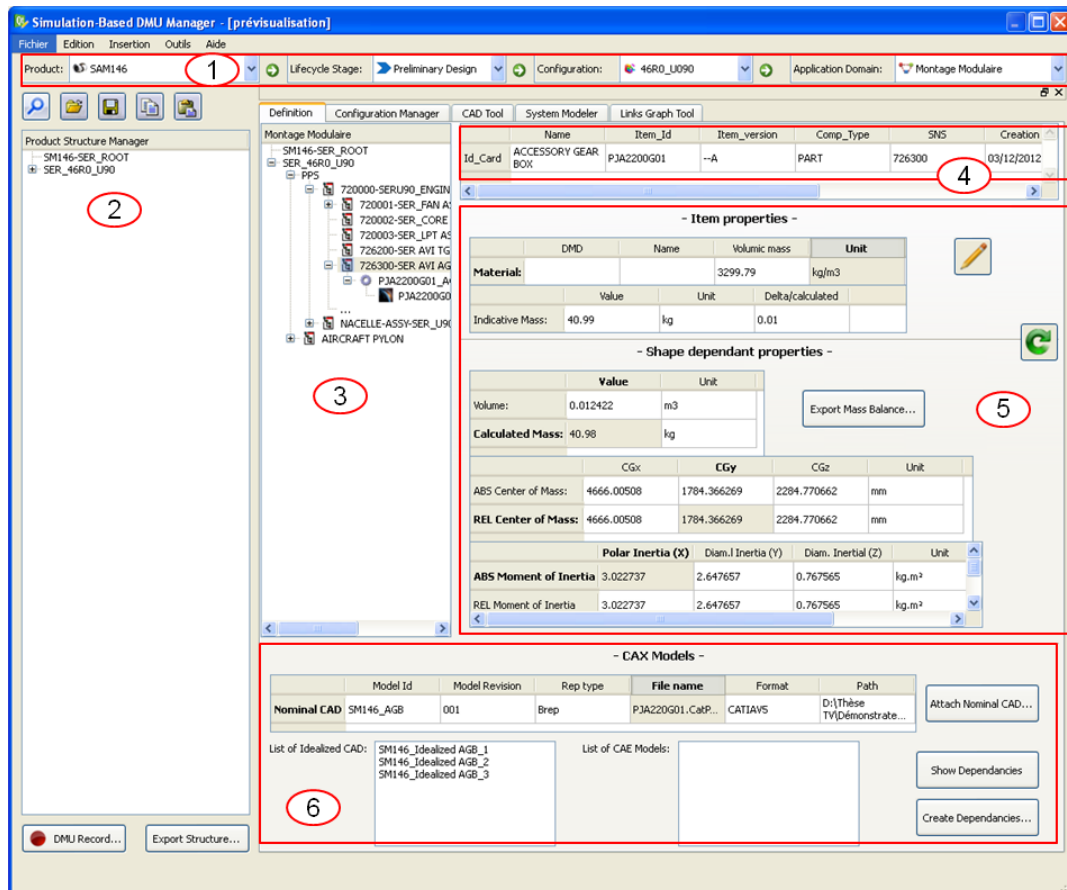 Simulation-Based DMU Manager - [prévisualisation]
Fichier Edition Insertion Outils Aide
Product: SAM146 1 Lifecycle Stage: Preliminary Design Configuration: 46R0_U090 Application Domain: Montage Modulaire
Definition Configuration Manager CAD Tool System Modeler Links Graph Tool
Product Structure Manager
SM146-SER_ROOT
SER_46R0_U90
2
Montage Modulaire
SM146-SER_ROOT
SER_46R0_U90
PPS
720000-SERU90_ENGIN
720001-SER_FAN A
720002-SER_CORE
720003-SER_LPT AS
726200-SER AVI TG
726300-SER AVI AG
PJA2200G01_A
PJA2200G0
...
NACELLE-ASSY-SER_U90
AIRCRAFT PYLON
3
Name Item_Id Item_version Comp_Type SNS Creation
Id_Card ACCESSORY GEAR BOX PJA2200G01 --A PART 726300 03/12/2012
4
- Item properties -
DMD Name Volumic mass Unit
Material: 3299.79 kg/m3
Value Unit Delta/calculated
Indicative Mass: 40.99 kg 0.01
- Shape dependant properties -
Value Unit
Volume: 0.012422 m3
Calculated Mass: 40.98 kg
Export Mass Balance...
5
CGx CGy CGz Unit
ABS Center of Mass: 4666.00508 1784.366269 2284.770662 mm
REL Center of Mass: 4666.00508 1784.366269 2284.770662 mm
Polar Inertia (X) Diam.l Inertia (Y) Diam. Inertial (Z) Unit
ABS Moment of Inertia 3.022737 2.647657 0.767565 kg.m²
REL Moment of Inertia 3.022737 2.647657 0.767565 kg.m²
- CAX Models -
Model Id Model Revision Rep type File name Format Path
Nominal CAD SM146_AGB 001 Brep PJA220G01.CatP... CATIAV5 D:\Thèse TV\Démonstrate...
Attach Nominal CAD...
List of Idealized CAD:
SM146_Idealized AGB_1
SM146_Idealized AGB_2
SM146_Idealized AGB_3
List of CAE Models:
Show Dependancies
Create Dependancies...
6
DMU Record... Export Structure...